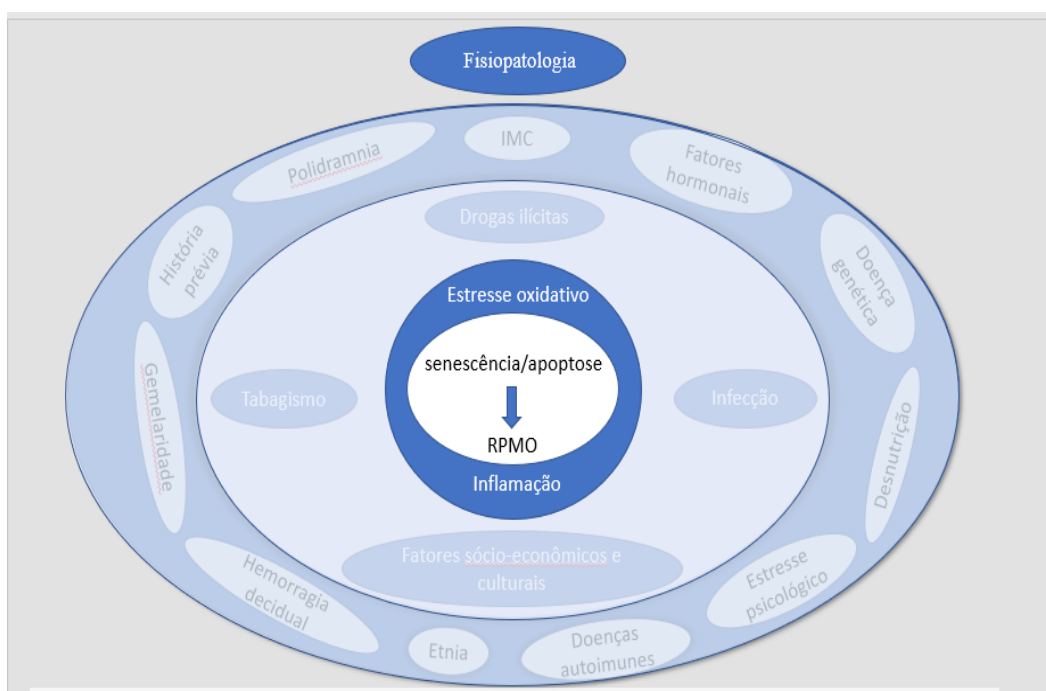 Fisiopatologia
IMC
Polidramnia
Fatores
hormonais
História
prévia
Drogas ilícitas
Doença
genética
Estresse oxidativo
senescência/apoptose
Gemelaridade
Tabagismo
Infecção
RPMO
Desnutrição
Inflamação
Fatores sócio-econômicos e
culturais
Hemorragia
decidual
Estresse
psicológico
Etnia
Doenças
autoimunes